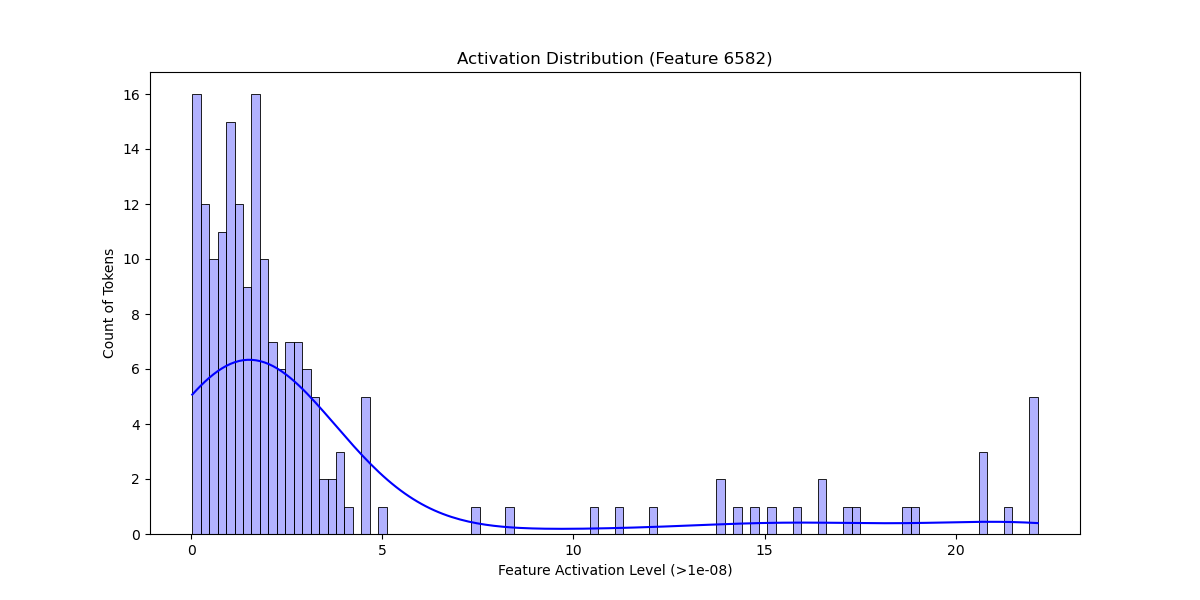 Activation Distribution (Feature 6582)
16
14
12
10
8
6
4
2
0
Count of Tokens
0 5 10 15 20
Feature Activation Level (>1e-08)